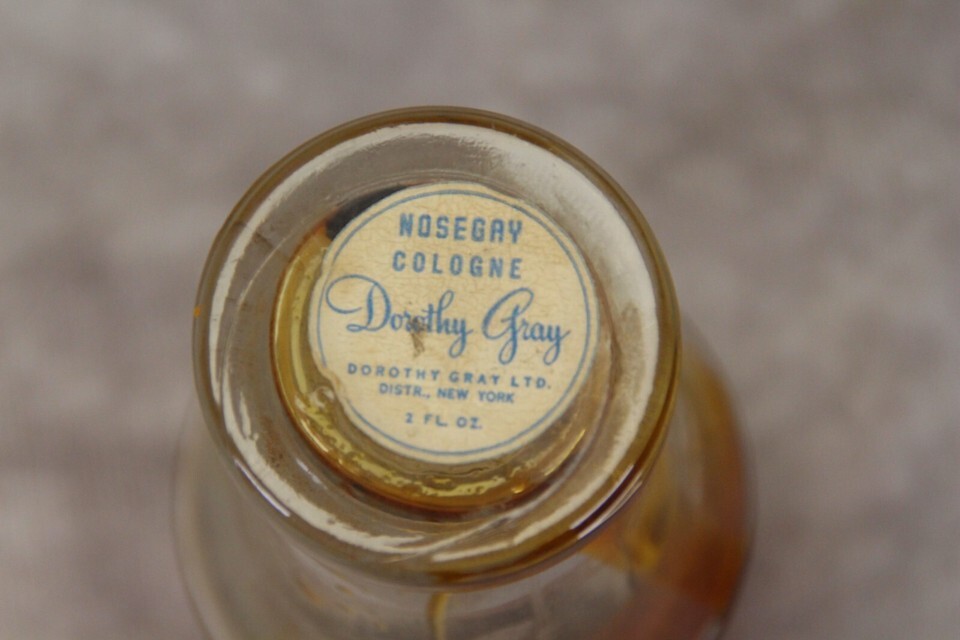 NOSEGAY
COLOGNE
Dorothy Gray
DOROTHY GRAY LTD.
DISTR., NEW YORK
2 FL. OZ.